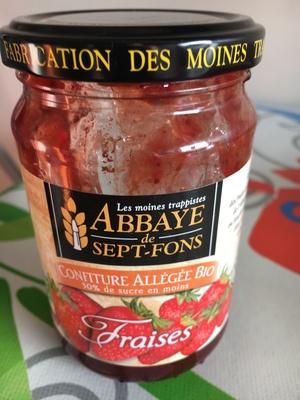 FABRICATION DES MOINES
Les moines trappistes
ABBAYE
de
SEPT-FONS
CONFITURE ALLÉGÉE BIO
30% de sucre en moins
Fraises